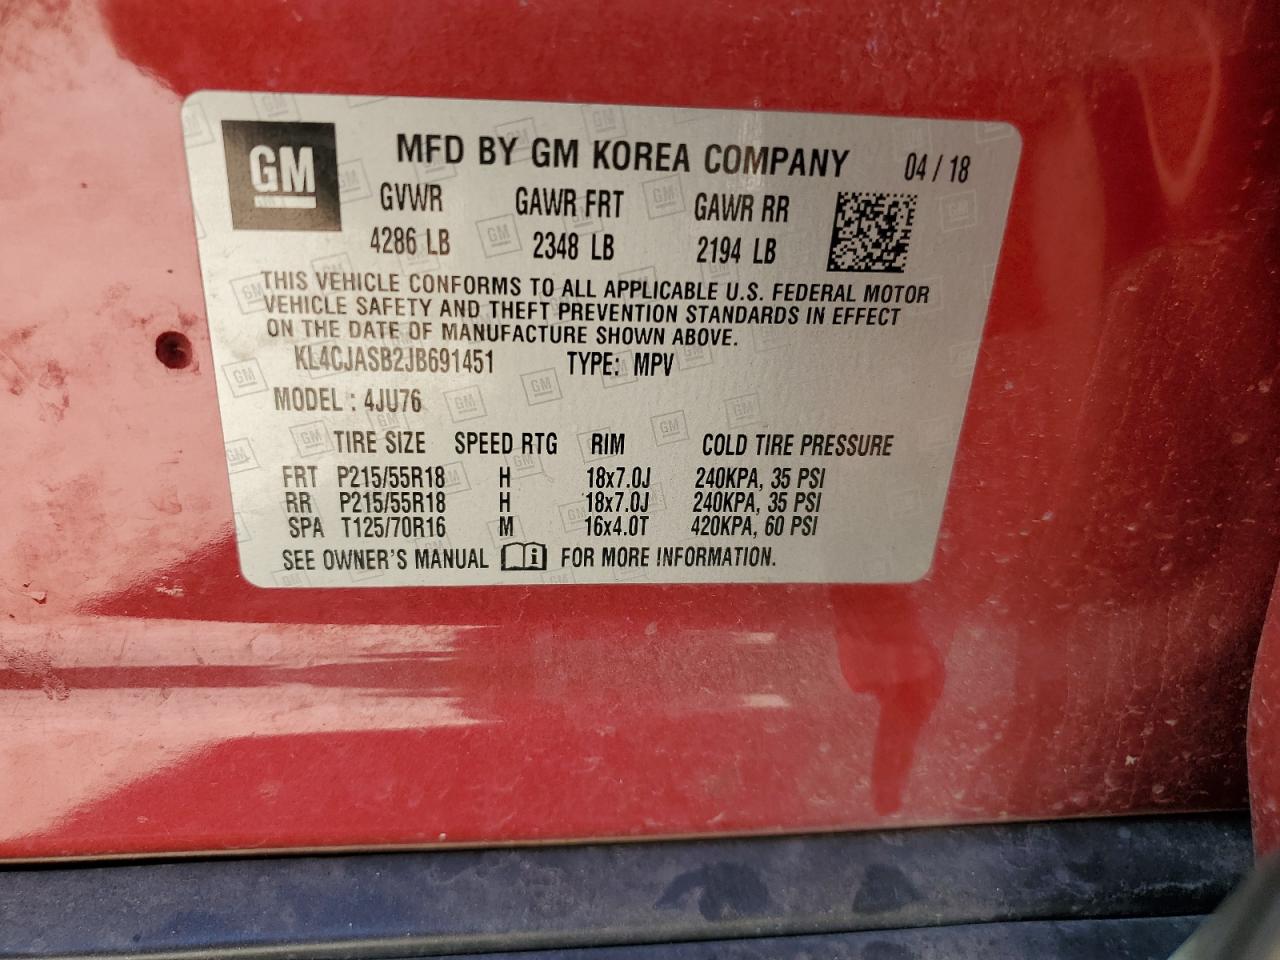 GM MFD BY GM KOREA COMPANY 04 / 18
GVWR GAWR FRT GAWR RR
4286 LB 2348 LB 2194 LB
THIS VEHICLE CONFORMS TO ALL APPLICABLE U.S. FEDERAL MOTOR
VEHICLE SAFETY AND THEFT PREVENTION STANDARDS IN EFFECT
ON THE DATE OF MANUFACTURE SHOWN ABOVE.
KL4CJASB2JB691451 TYPE: MPV
MODEL : 4JU76
TIRE SIZE SPEED RTG RIM COLD TIRE PRESSURE
FRT P215/55R18 H 18x7.0J 240KPA, 35 PSI
RR P215/55R18 H 18x7.0J 240KPA, 35 PSI
SPA T125/70R16 M 16x4.0T 420KPA, 60 PSI
SEE OWNER'S MANUAL i FOR MORE INFORMATION.